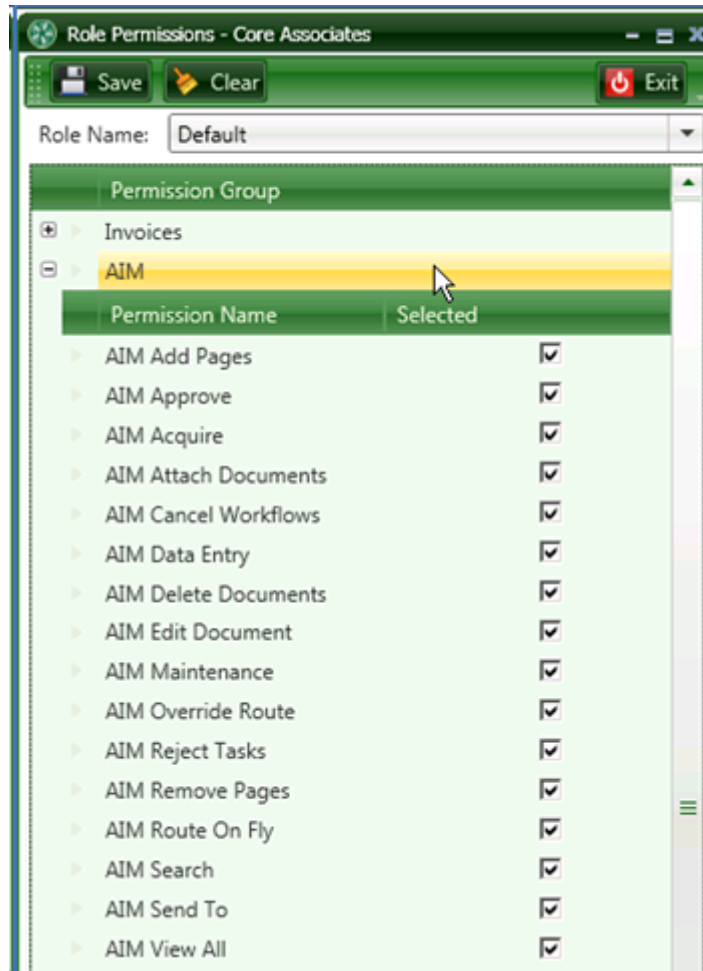 Role Permissions - Core Associates
Save Clear Exit
Role Name: Default
Permission Group
Invoices
AIM
Permission Name Selected
AIM Add Pages
AIM Approve
AIM Acquire
AIM Attach Documents
AIM Cancel Workflows
AIM Data Entry
AIM Delete Documents
AIM Edit Document
AIM Maintenance
AIM Override Route
AIM Reject Tasks
AIM Remove Pages
AIM Route On Fly
AIM Search
AIM Send To
AIM View All